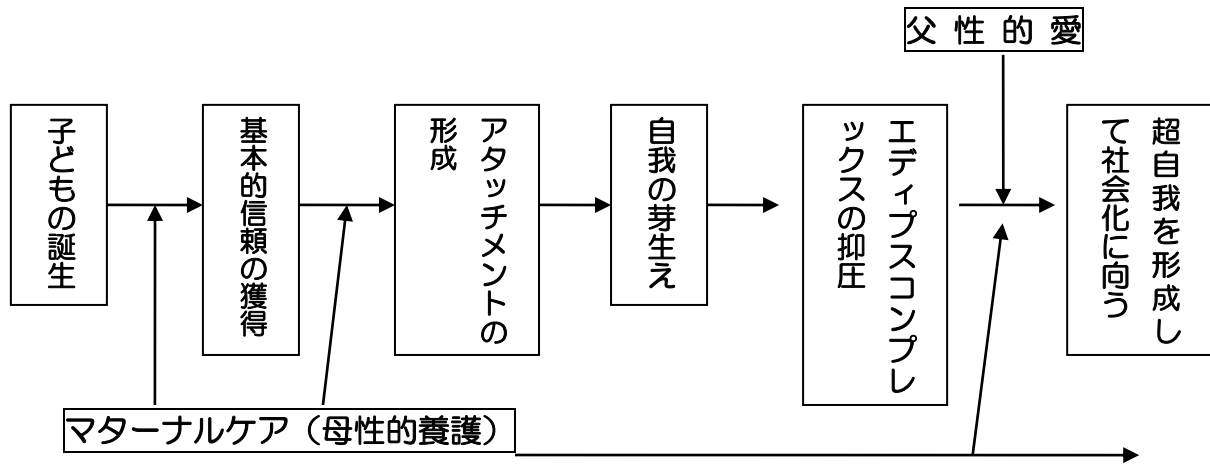 父性的愛
子どもの誕生
基本的信頼の獲得
アタッチメントの
形成
自我の芽生え
エディプスコンプレ
ックスの抑圧
超自我を形成し
て社会化に向う
マターナルケア（母性的養護）